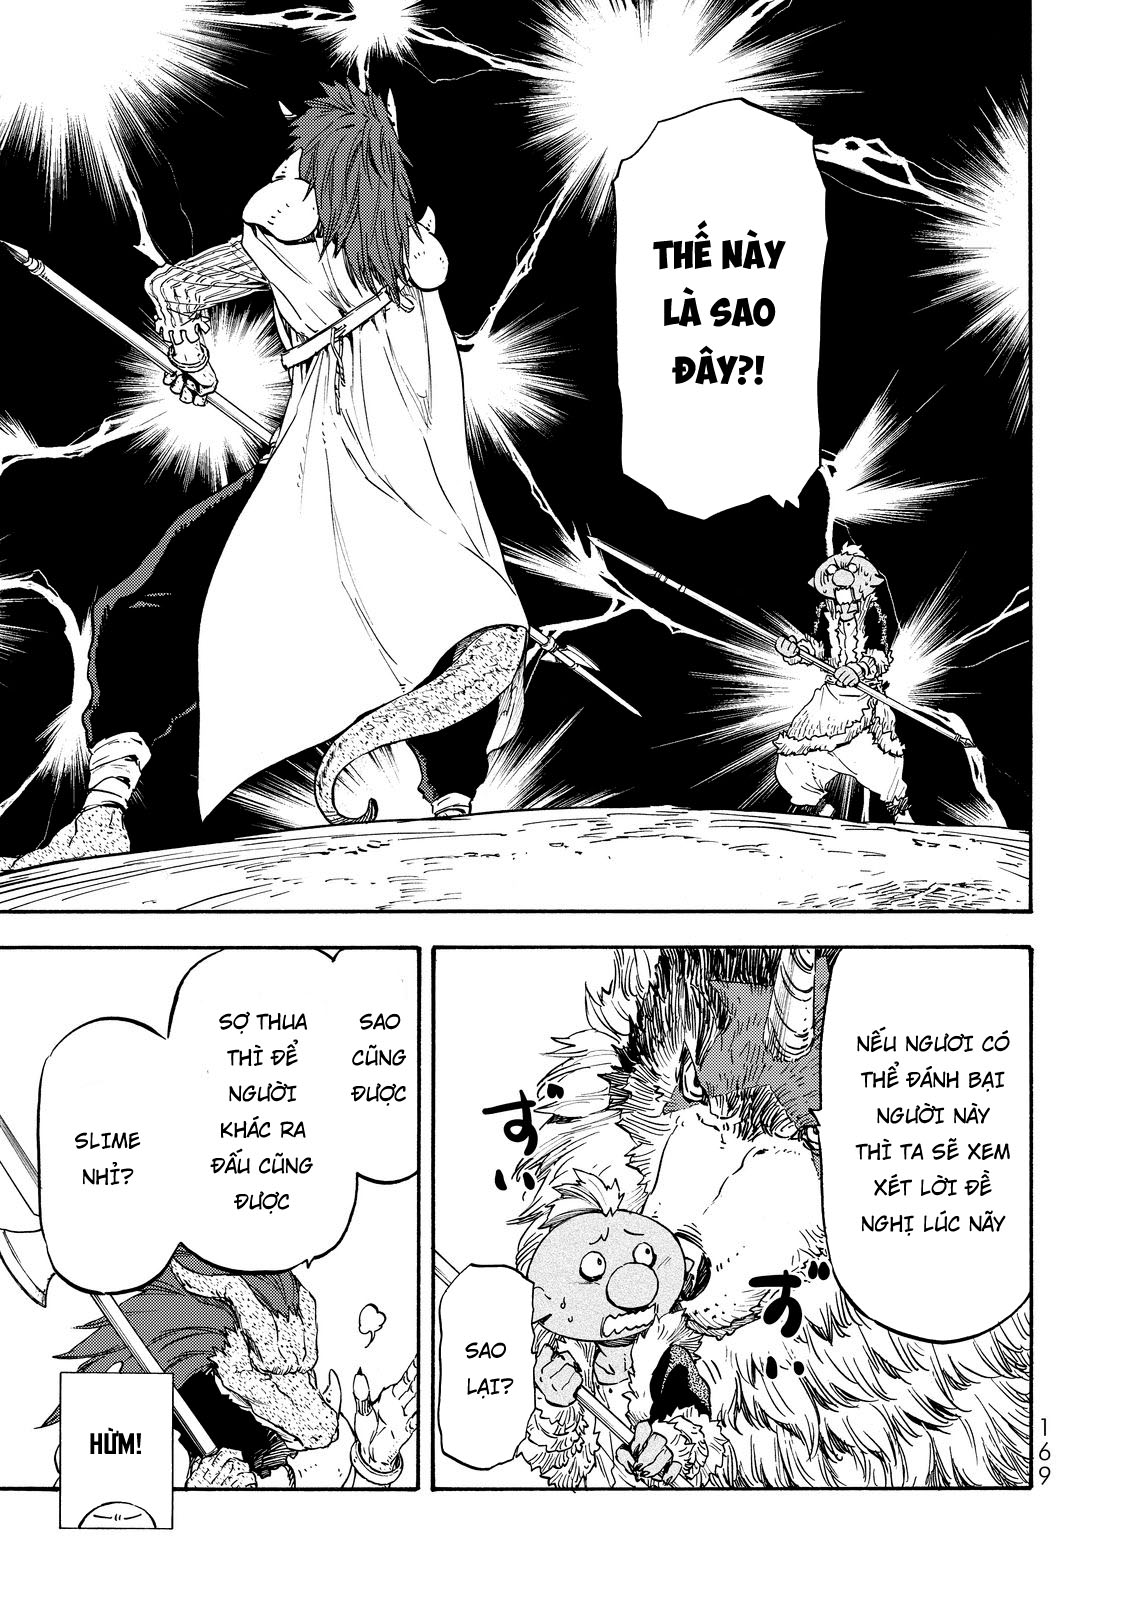 THẾ NÀY
LÀ SAO
ĐÂY?!
NẾU NGƯƠI CÓ
THỂ ĐÁNH BẠI
NGƯỜI NÀY
THÌ TA SẼ XEM
XÉT LỜI ĐỀ
NGHỊ LÚC NÃY
ずい
ずい
SAO
LẠI?
SAO
CŨNG
ĐƯỢC
SỢ THUA
THÌ ĐỂ
NGƯỜI
KHÁC RA
ĐẤU CŨNG
ĐƯỢC
SLIME
NHỈ?
HỪM!
169